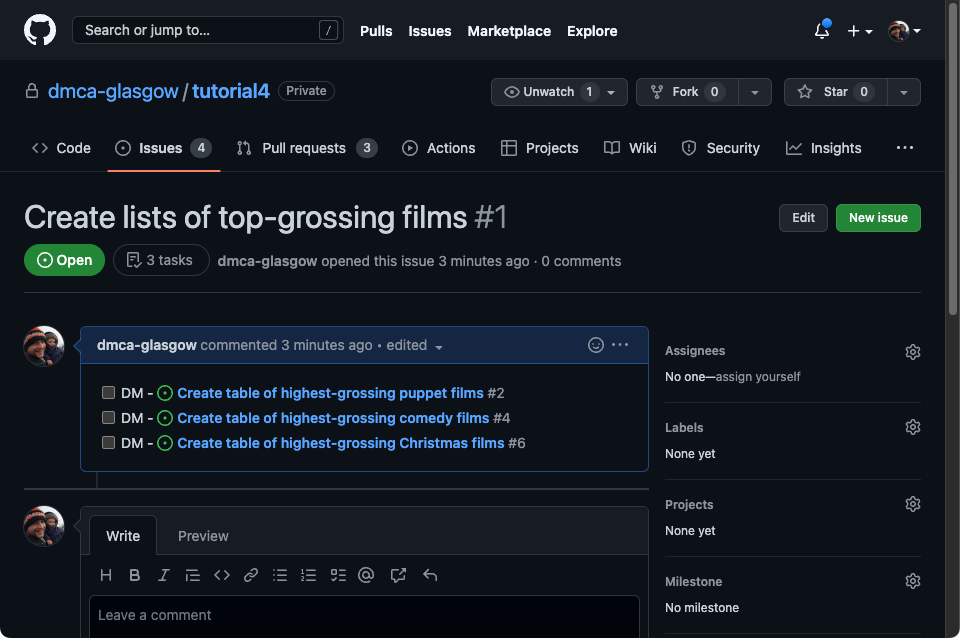 Search or jump to... /
Pulls Issues Marketplace Explore
dmca-glasgow / tutorial4 Private
Unwatch 1 Fork 0 Star 0
Code Issues 4 Pull requests 3 Actions Projects Wiki Security Insights
Create lists of top-grossing films #1
Edit New issue
Open 3 tasks dmca-glasgow opened this issue 3 minutes ago · 0 comments
dmca-glasgow commented 3 minutes ago • edited
DM - Create table of highest-grossing puppet films #2
DM - Create table of highest-grossing comedy films #4
DM - Create table of highest-grossing Christmas films #6
Assignees
No one—assign yourself
Labels
None yet
Projects
None yet
Milestone
No milestone
Write Preview
H B I
Leave a comment